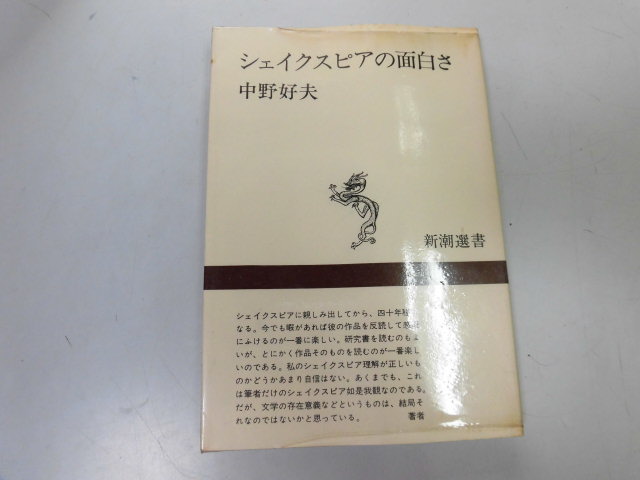 シェイクスピアの面白さ
中野好夫
新潮選書
シェイクスピアに親しみ出してから、四十年
なる。今でも暇があれば彼の作品を反読して
にふけるのが一番に楽しい。研究書を読むのもよ
いが、とにかく作品そのものを読むのが一番楽し
いのである。私のシェイクスピア理解が正しいも
のかどうかあまり自信はない。あくまでも、これ
は筆者だけのシェイクスピア如是我観なのである。
だが、文学の存在意義などというものは、結局そ
れなのではないかと思っている。 著者